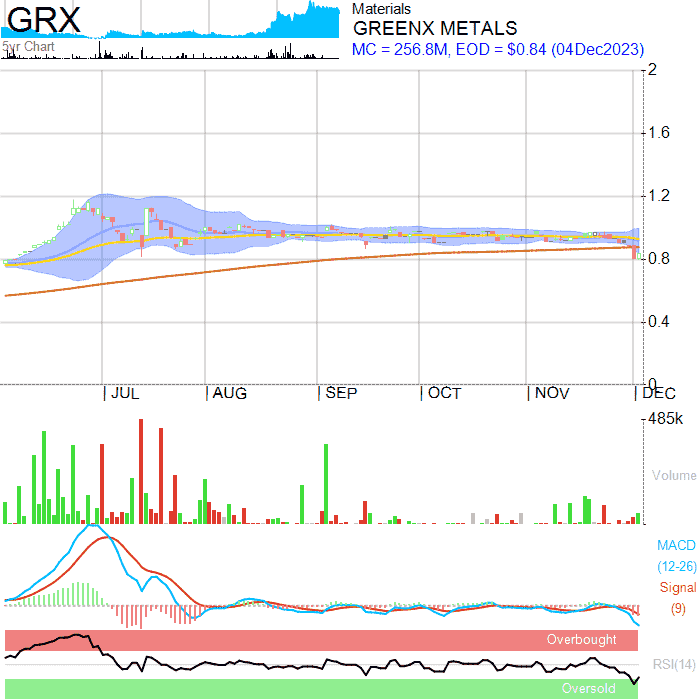 GRX
5yr Chart
Materials
GREENX METALS
MC = 256.8M, EOD = $0.84 (04Dec2023)
2
1.6
1.2
0.8
0.4
0
JUL AUG SEP OCT NOV DEC
485k
Volume
MACD
(12-26)
Signal
(9)
Overbought
RSI(14)
Oversold